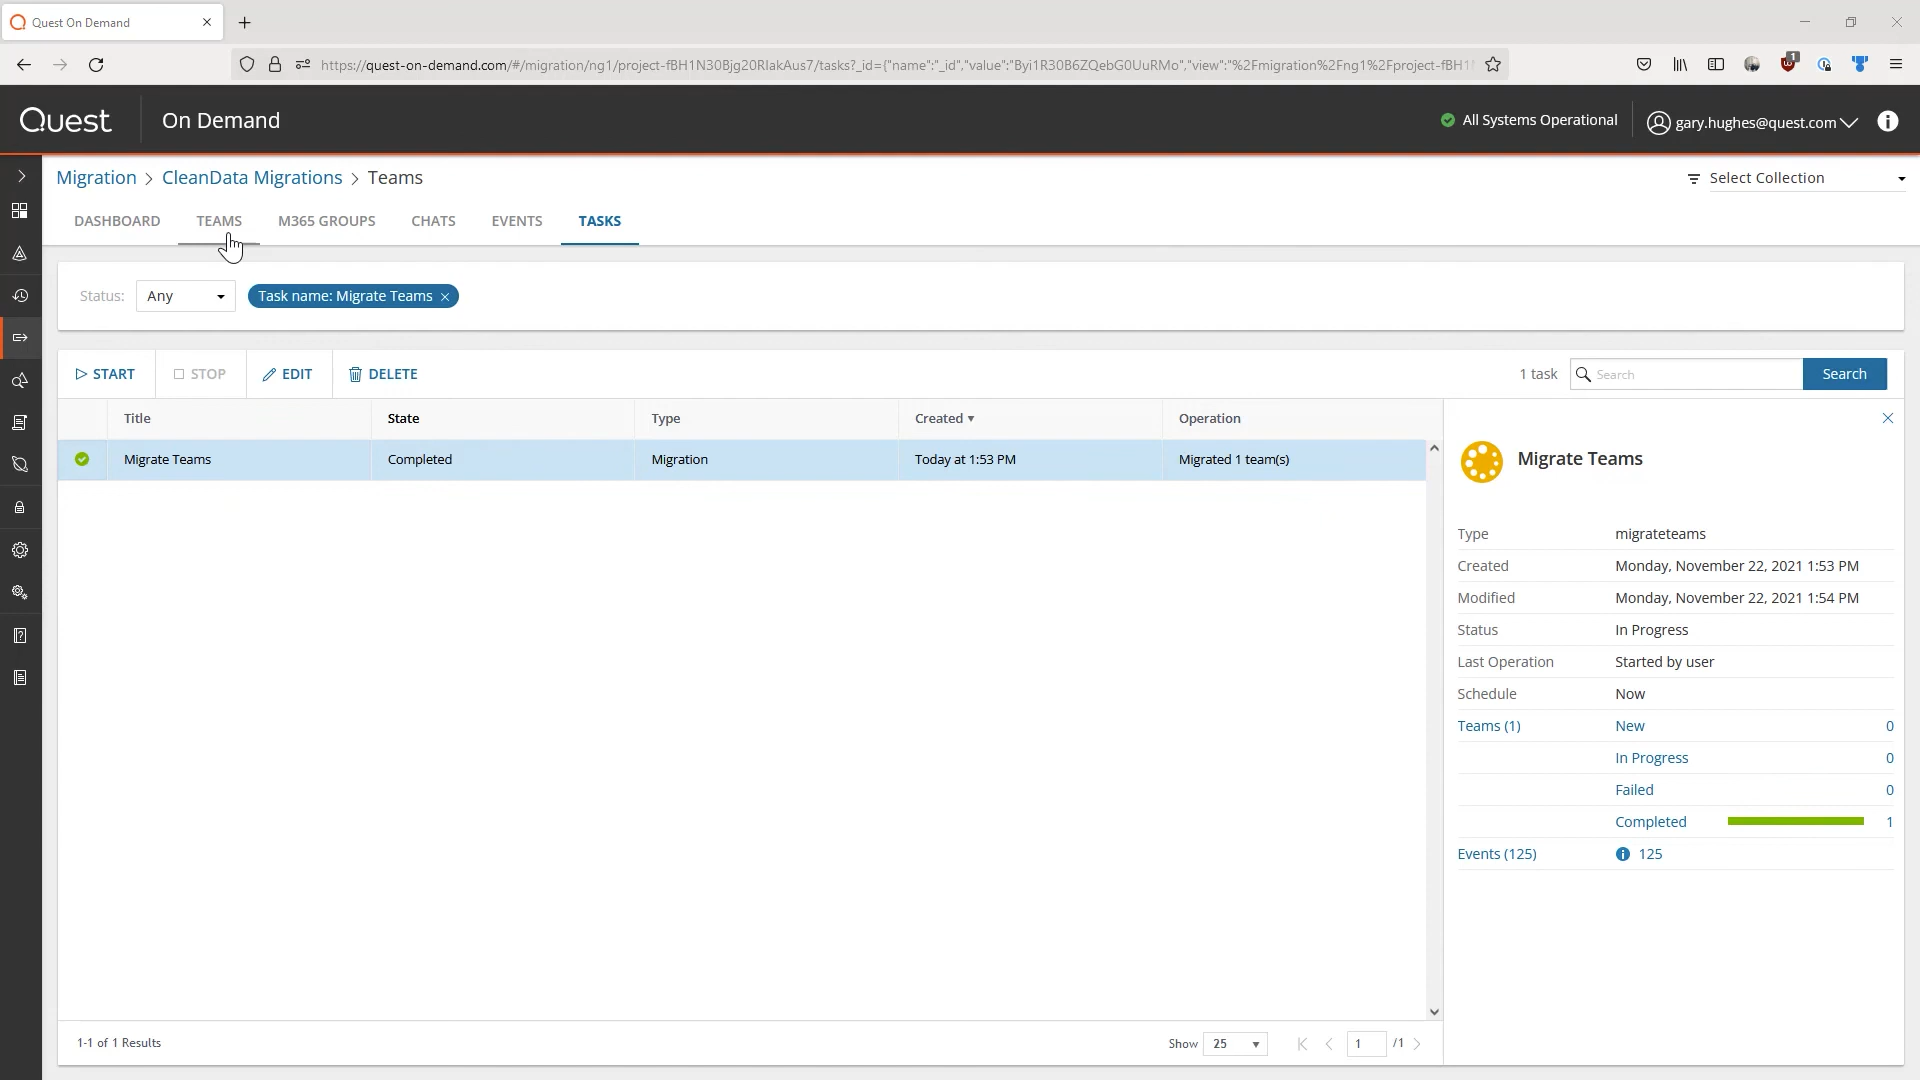 Quest On Demand
https://quest-on-demand.com/#/migration/ng1/project-fBH1N30Bjg20RIakAus7/tasks?_id={"name":"_id","value":"Byi1R30B6ZQebG0UuRMo","view":"%2Fmigration%2Fng1%2Fproject-fBH1
1
Quest On Demand
All Systems Operational
gary.hughes@quest.com
Migration > CleanData Migrations > Teams
Select Collection
DASHBOARD TEAMS M365 GROUPS CHATS EVENTS TASKS
Status: Any Task name: Migrate Teams
START STOP EDIT DELETE
1 task Search Search
Title State Type Created Operation
Migrate Teams Completed Migration Today at 1:53 PM Migrated 1 team(s)
Migrate Teams
Type migrateteams
Created Monday, November 22, 2021 1:53 PM
Modified Monday, November 22, 2021 1:54 PM
Status In Progress
Last Operation Started by user
Schedule Now
Teams (1) New 0
In Progress 0
Failed 0
Completed 1
Events (125) 125
1-1 of 1 Results
Show 25 1 /1